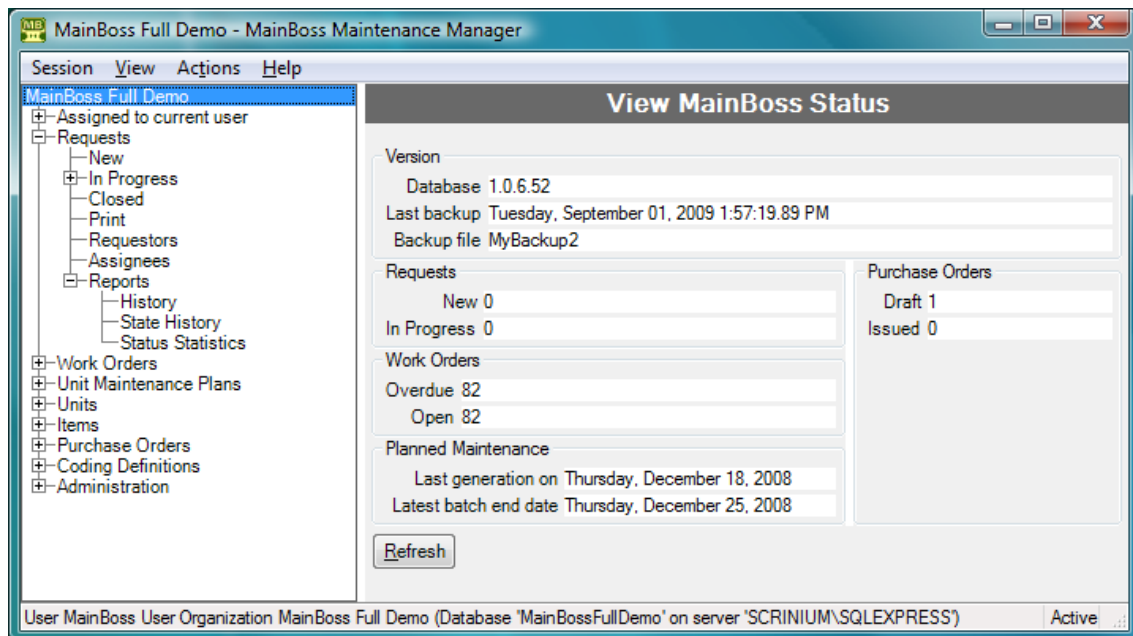 MainBoss Full Demo - MainBoss Maintenance Manager
Session View Actions Help
MainBoss Full Demo
Assigned to current user
Requests
New
In Progress
Closed
Print
Requestors
Assignees
Reports
History
State History
Status Statistics
Work Orders
Unit Maintenance Plans
Units
Items
Purchase Orders
Coding Definitions
Administration
View MainBoss Status
Version
Database 1.0.6.52
Last backup Tuesday, September 01, 2009 1:57:19.89 PM
Backup file MyBackup2
Requests
New 0
In Progress 0
Work Orders
Overdue 82
Open 82
Planned Maintenance
Last generation on Thursday, December 18, 2008
Latest batch end date Thursday, December 25, 2008
Purchase Orders
Draft 1
Issued 0
Refresh
User MainBoss User Organization MainBoss Full Demo (Database 'MainBossFullDemo' on server 'SCRINIUM\SQLEXPRESS') Active